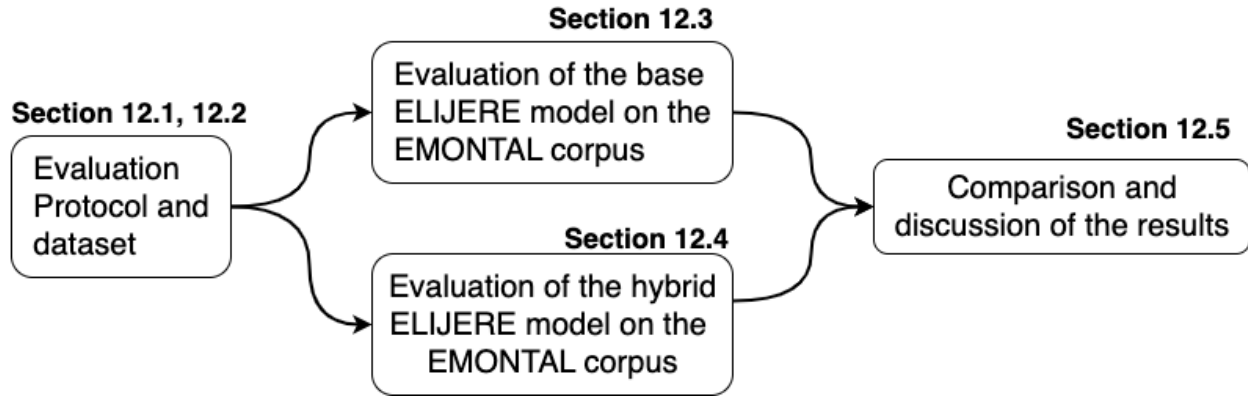 Section 12.1, 12.2
Evaluation
Protocol and
dataset
Section 12.3
Evaluation of the base
ELIJERE model on the
EMONTAL corpus
Section 12.4
Evaluation of the hybrid
ELIJERE model on the
EMONTAL corpus
Section 12.5
Comparison and
discussion of the results